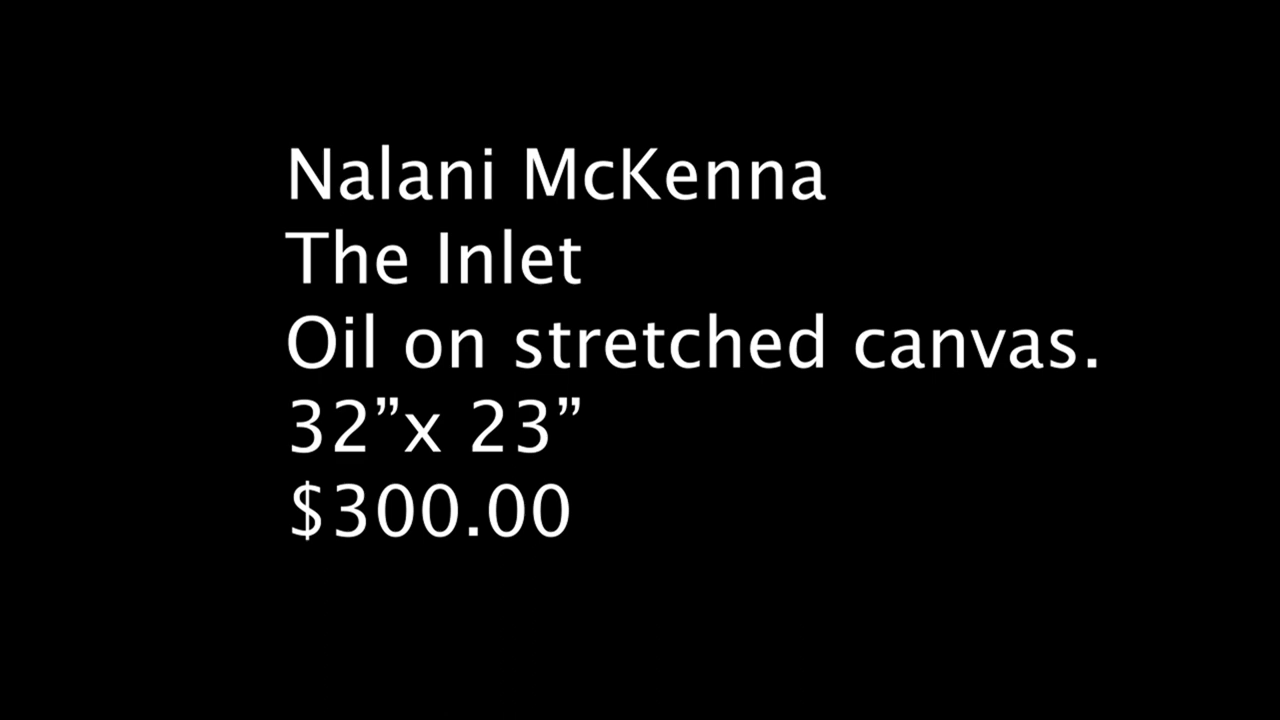 Nalani McKenna
The Inlet
Oil on stretched canvas.
32”x 23”
$300.00